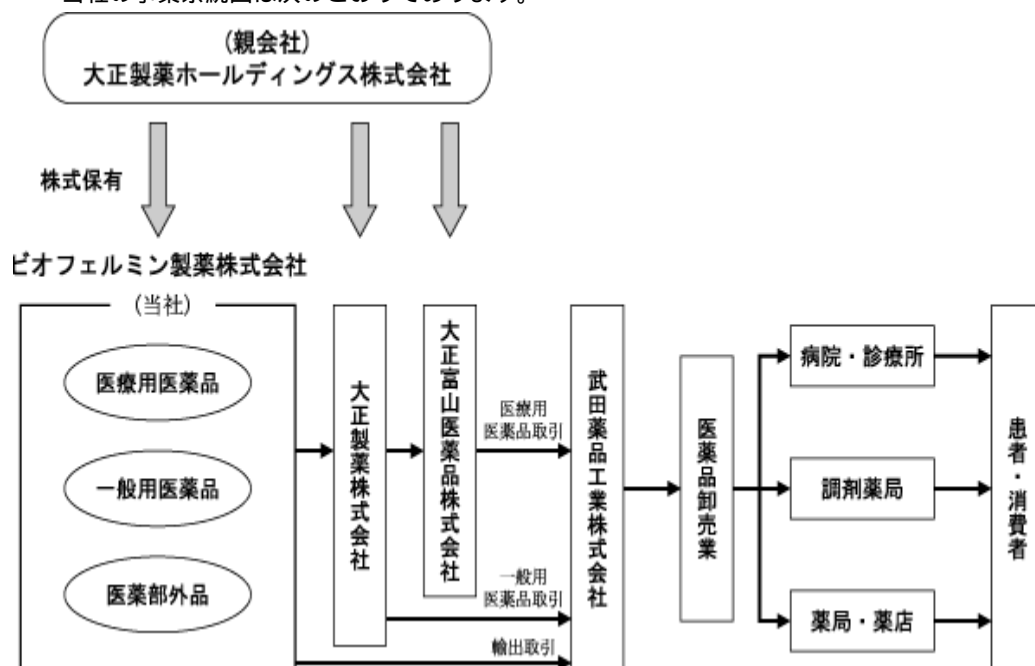 当社の事業系統図は次のとおりであります。
(親会社)
大正製薬ホールディングス株式会社
株式保有
ビオフェルミン製薬株式会社
(当社)
医療用医薬品
一般用医薬品
医薬部外品
大正製薬株式会社
大正富山医薬品株式会社
医療用
医薬品取引
一般用
医薬品取引
輸出取引
武田薬品工業株式会社
医薬品卸売業
病院・診療所
調剤薬局
薬局・薬店
患者・消費者